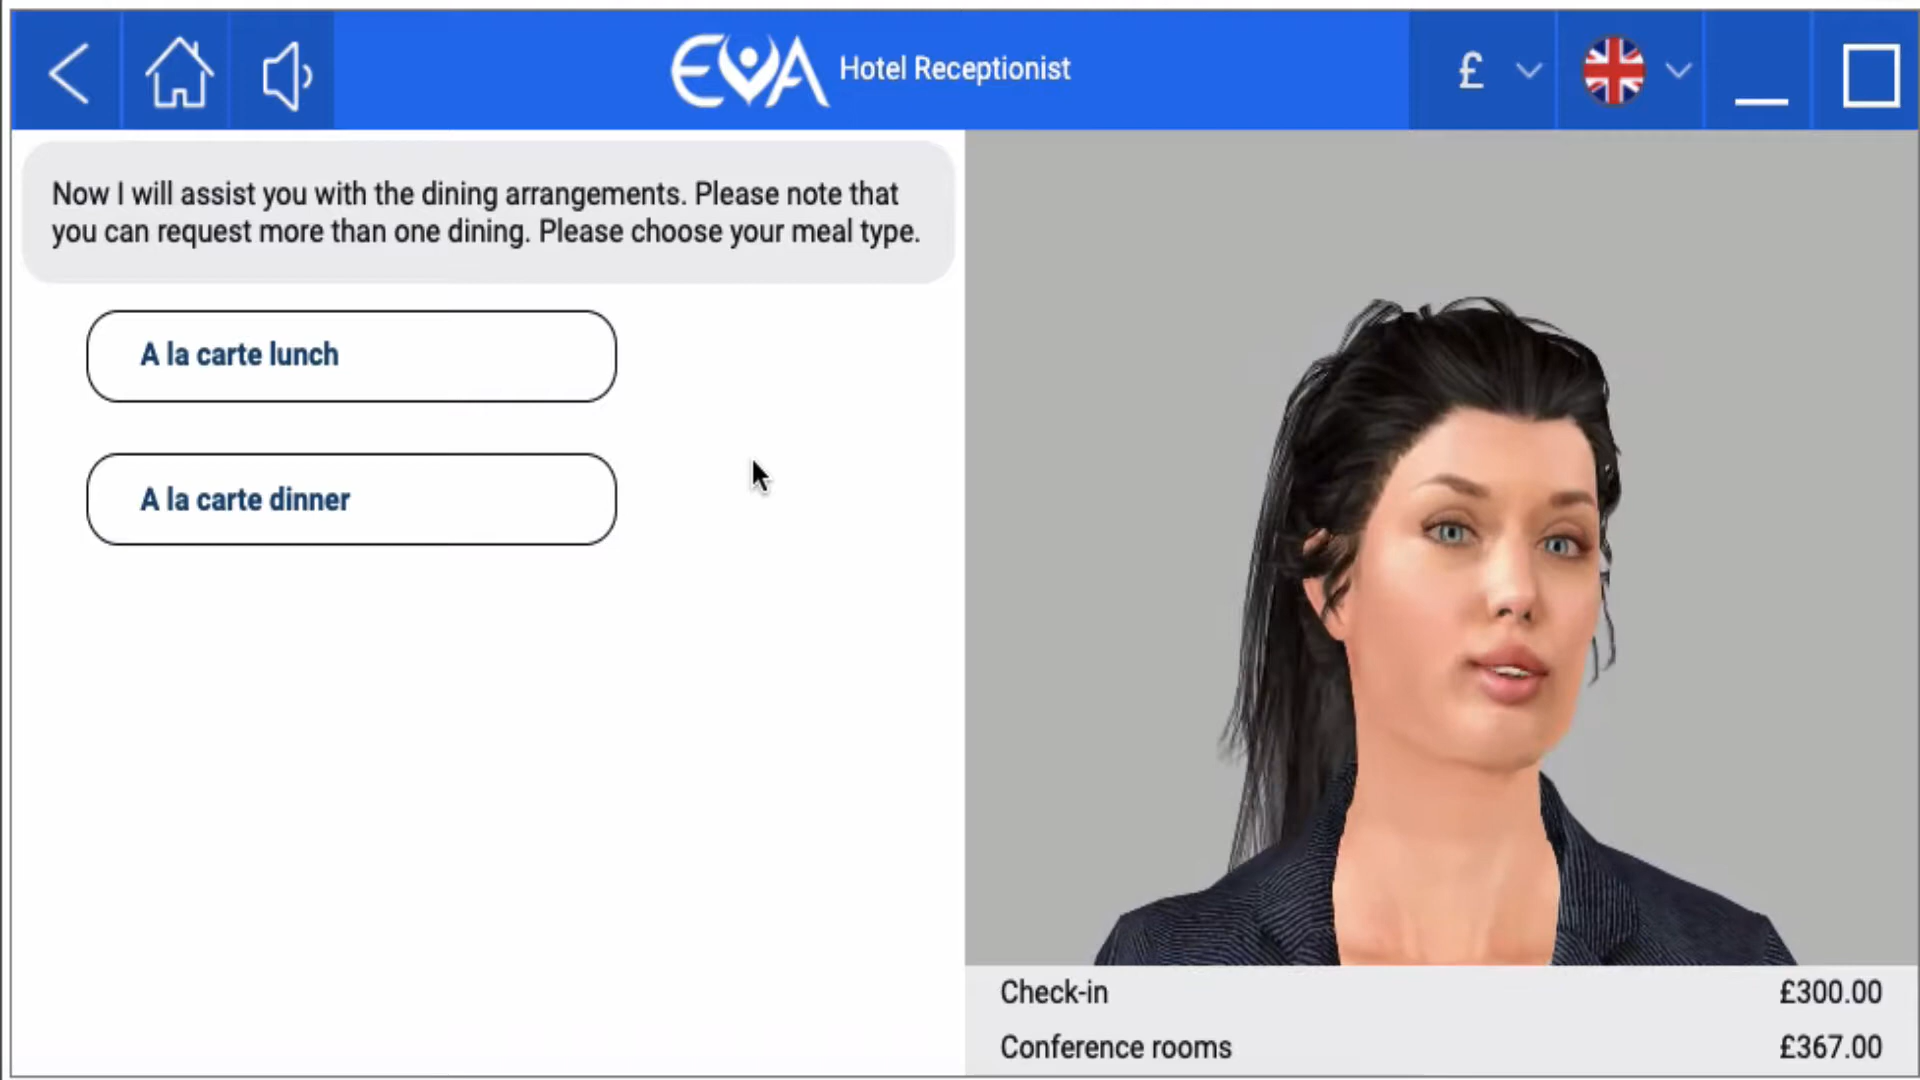 EVA Hotel Receptionist
£
Now I will assist you with the dining arrangements. Please note that
you can request more than one dining. Please choose your meal type.
A la carte lunch
A la carte dinner
Check-in £300.00
Conference rooms £367.00